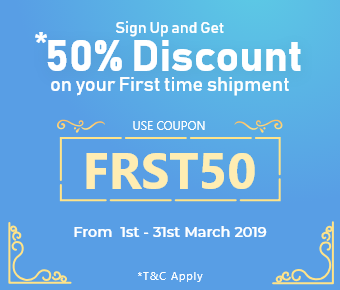 Sign Up and Get
*50% Discount
on your First time shipment
USE COUPON
FRST50
From 1st - 31st March 2019
*T&C Apply